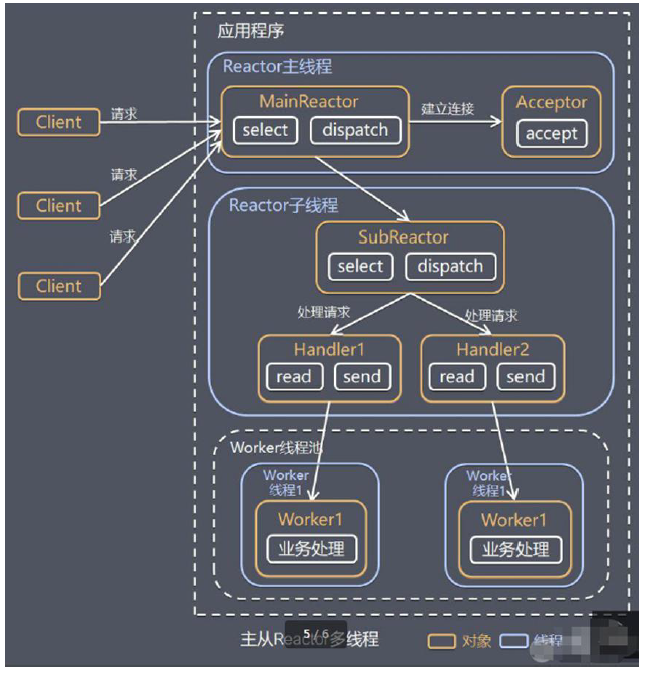 应用程序
Reactor主线程
MainReactor
select
dispatch
建立连接
Acceptor
accept
Client
请求
Client
请求
Client
请求
Reactor子线程
SubReactor
select
dispatch
处理请求
处理请求
Handler1
read
send
Handler2
read
send
Worker线程池
Worker
线程1
Worker1
业务处理
Worker
线程1
Worker1
业务处理
主从Reactor多线程
5 / 6
对象
线程